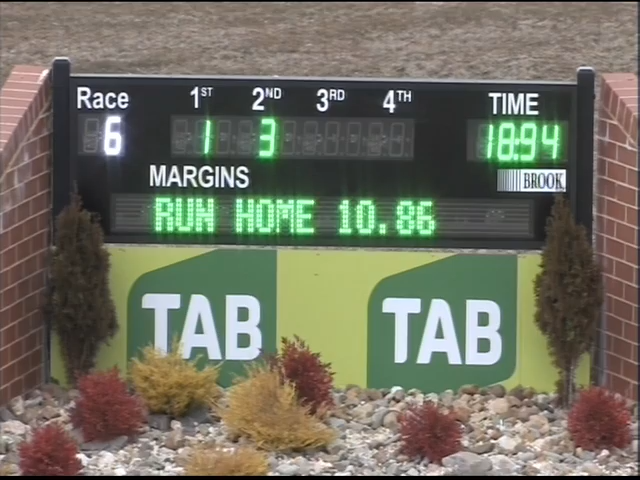 Race 1ST 2ND 3RD 4TH TIME
6 1 3 18.94
MARGINS BROOK
RUN HOME 10.86
TAB TAB